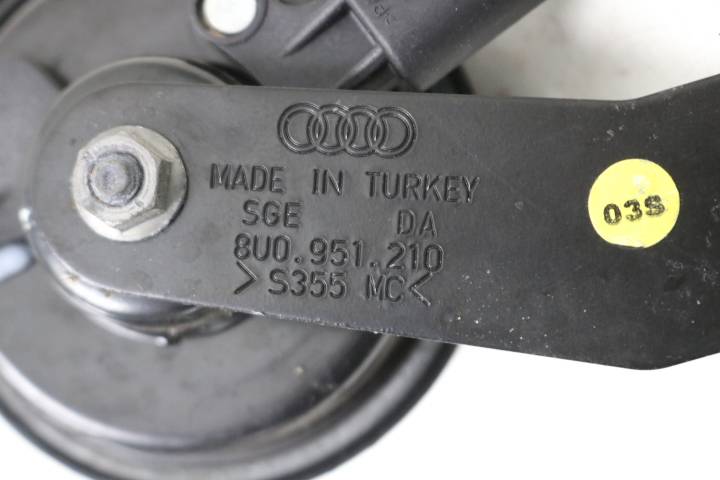 MADE IN TURKEY
SGE DA
8U0.951.210
>S355 MC<
03S